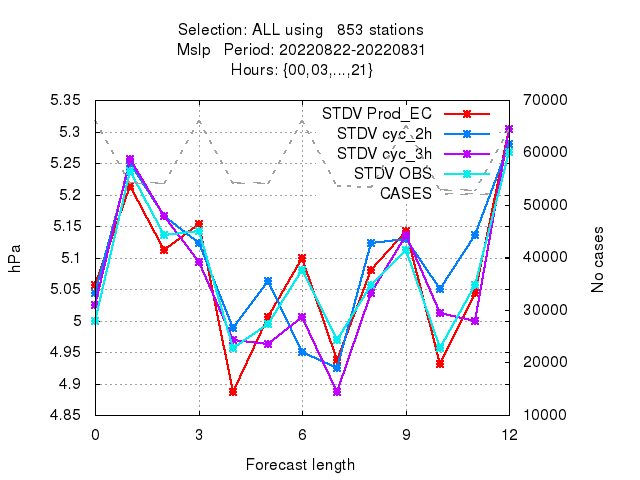 Selection: ALL using   853 stations
Mslp   Period: 20220822-20220831
Hours: {00,03,...,21}
5.35
5.3
5.25
5.2
5.15
5.1
5.05
5
4.95
4.9
4.85
hPa
STDV Prod_EC
STDV cyc_2h
STDV cyc_3h
STDV OBS
CASES
70000
60000
50000
40000
30000
20000
10000
No cases
0 3 6 9 12
Forecast length